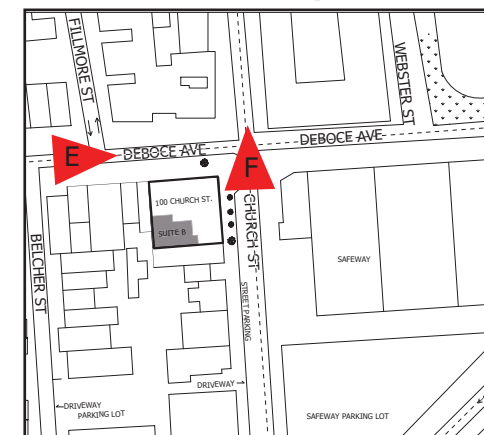 FILLMORE ST
WEBSTER ST
DEBOCE AVE
DEBOCE AVE
E
F
100 CHURCH ST.
SUITE B
CHURCH ST
BELCHER ST
SAFEWAY
STREET PARKING
DRIVEWAY
DRIVEWAY
PARKING LOT
SAFEWAY PARKING LOT